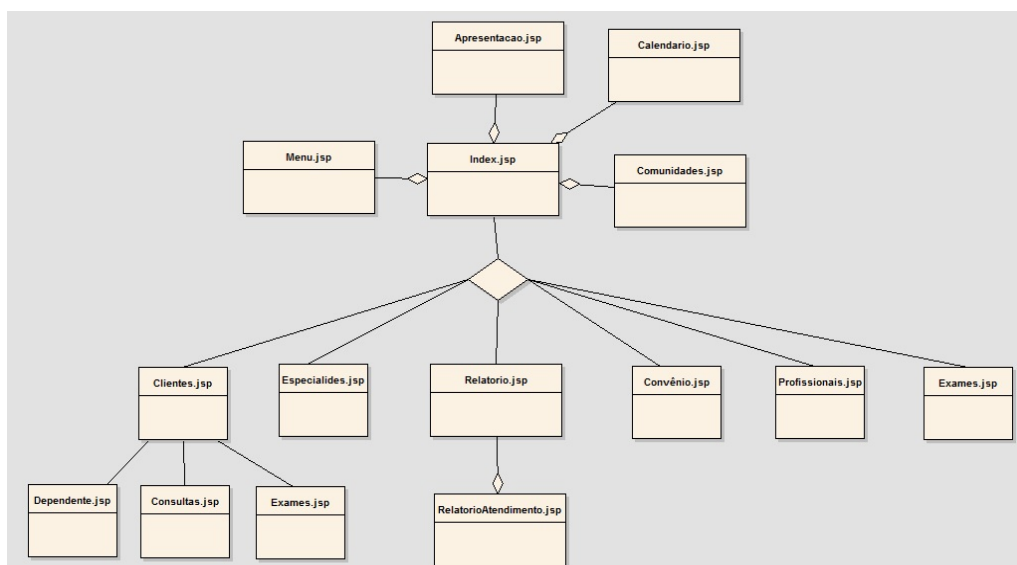 Apresentacao.jsp
Calendario.jsp
Menu.jsp
Index.jsp
Comunidades.jsp
Clientes.jsp
Especialides.jsp
Relatorio.jsp
Convênio.jsp
Profissionais.jsp
Exames.jsp
Dependente.jsp
Consultas.jsp
Exames.jsp
RelatorioAtendimento.jsp